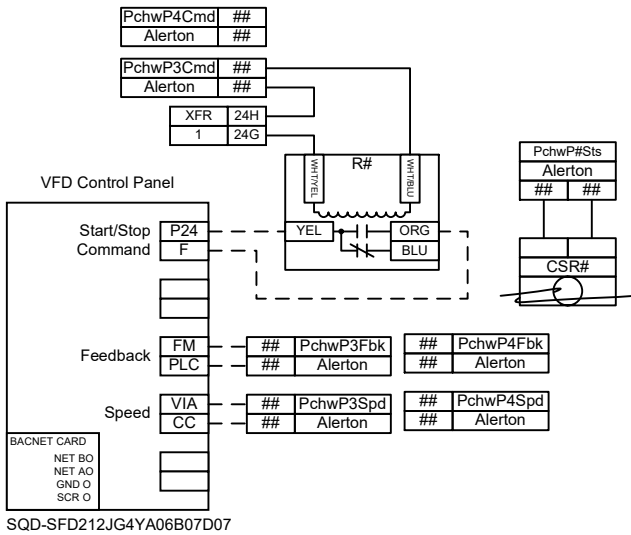 PchwP4Cmd ##
Alerton ##
PchwP3Cmd ##
Alerton ##
XFR 24H
1 24G
R#
WHT/YEL
WHT/BLU
YEL ORG
BLU
PchwP#Sts
Alerton
## ##
CSR#
VFD Control Panel
Start/Stop P24
Command F
Feedback FM ## PchwP3Fbk ## PchwP4Fbk
PLC ## Alerton ## Alerton
Speed VIA ## PchwP3Spd ## PchwP4Spd
CC ## Alerton ## Alerton
BACNET CARD
NET BO
NET AO
GND O
SCR O
SQD-SFD212JG4YA06B07D07